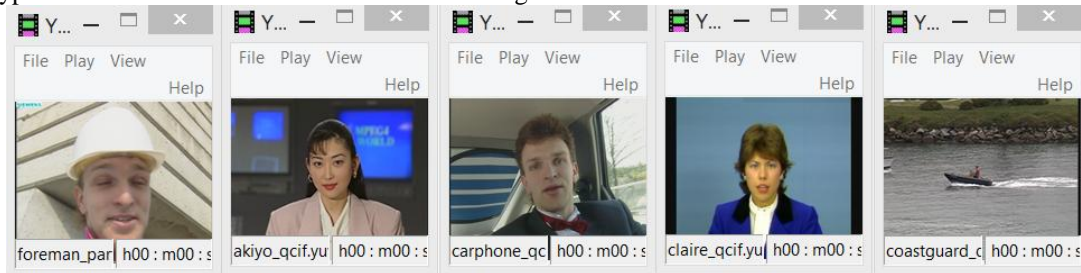 Y... Y... Y... Y... Y...
File Play View File Play View File Play View File Play View File Play View
Help Help Help Help Help
MPEG4
WORLD
foreman_par h00 : m00 : s akiyo_qcif.yu h00 : m00 : s carphone_qc h00 : m00 : s claire_qcif.yu h00 : m00 : s coastguard_c h00 : m00 : s